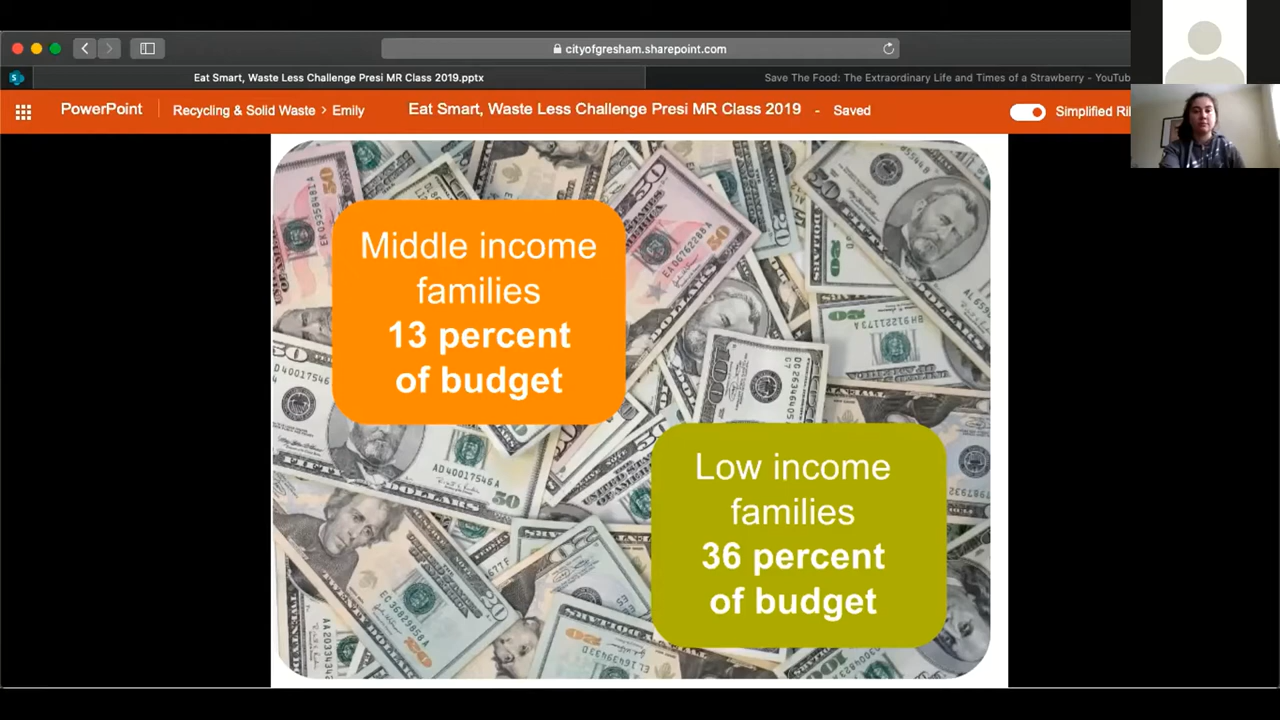 cityofgresham.sharepoint.com
Eat Smart, Waste Less Challenge Presi MR Class 2019.pptx
Save The Food: The Extraordinary Life and Times of a Strawberry - YouTub
PowerPoint
Recycling & Solid Waste > Emily
Eat Smart, Waste Less Challenge Presi MR Class 2019 - Saved
Simplified Ri
Middle income
families
13 percent
of budget
Low income
families
36 percent
of budget